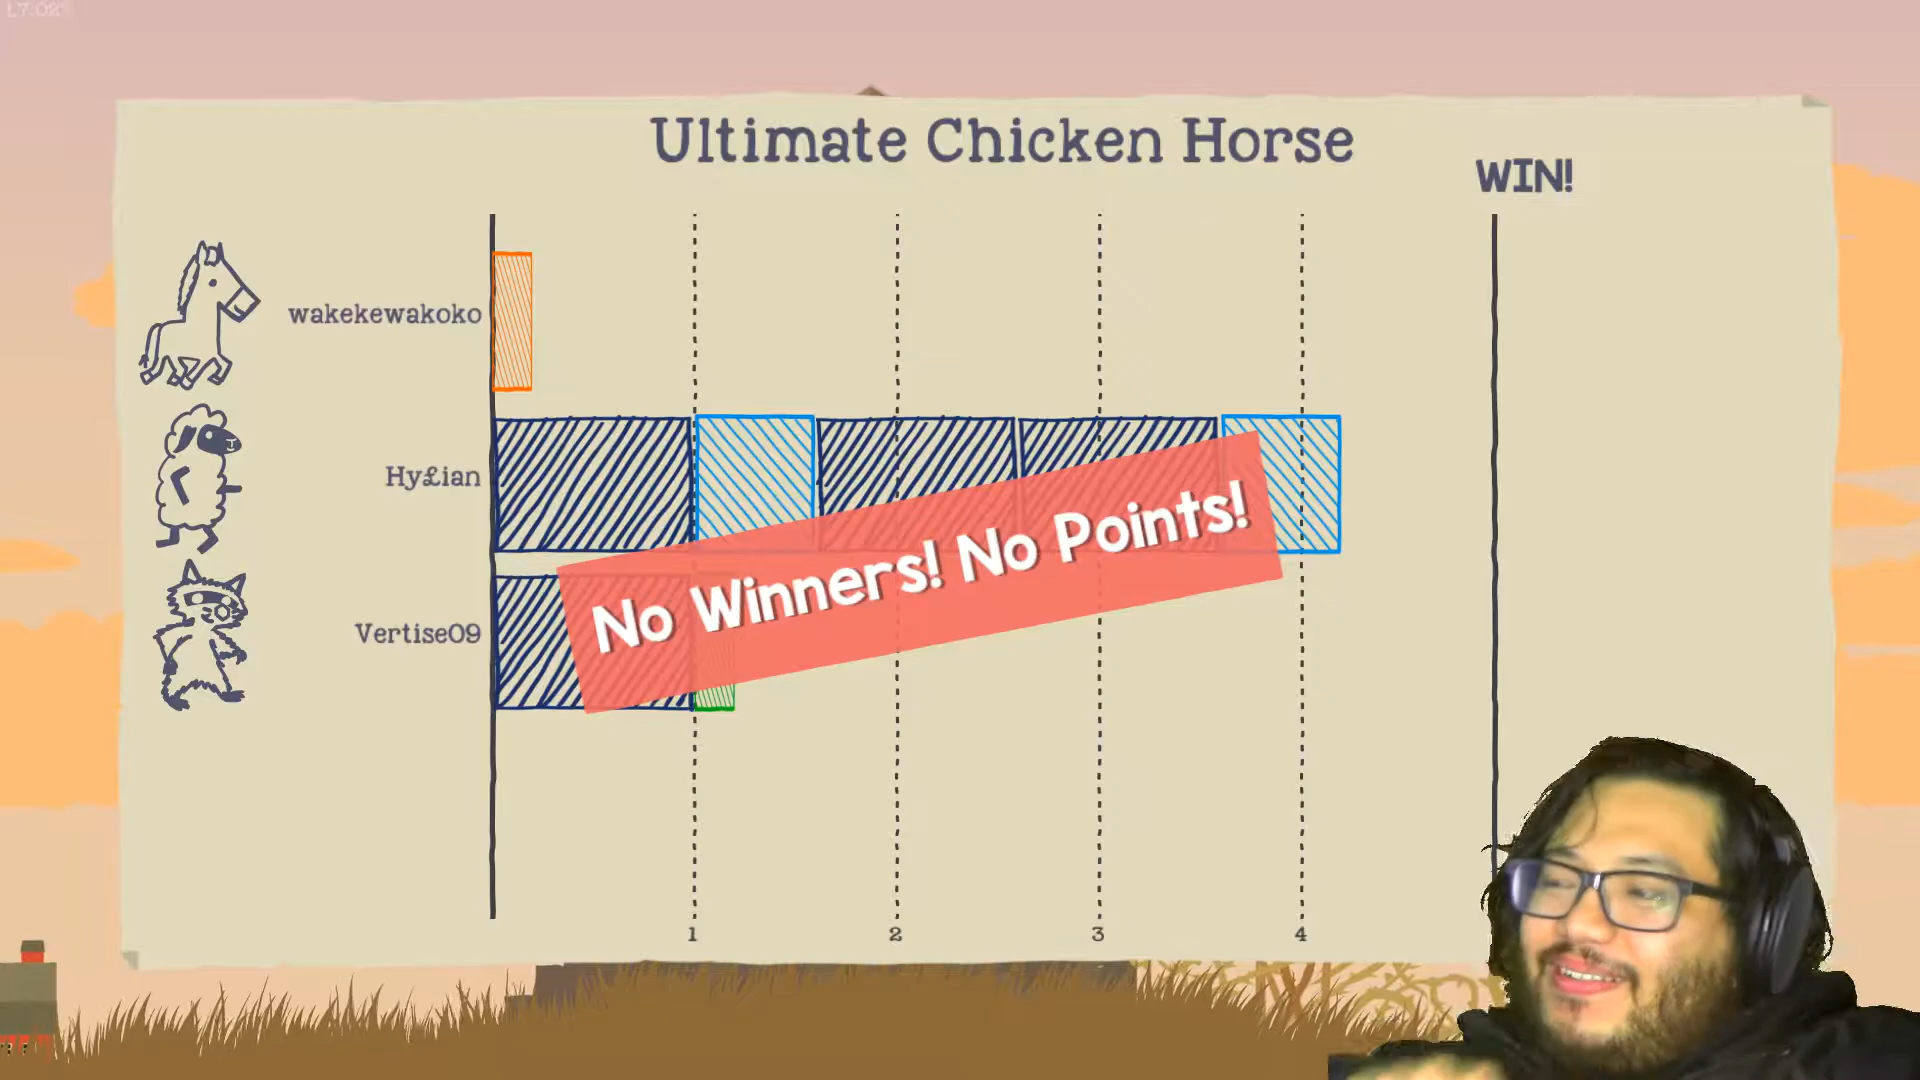 Ultimate Chicken Horse
WIN!
wakekewakoko
Hy£ian
Vertise09
No Winners! No Points!
1 2 3 4